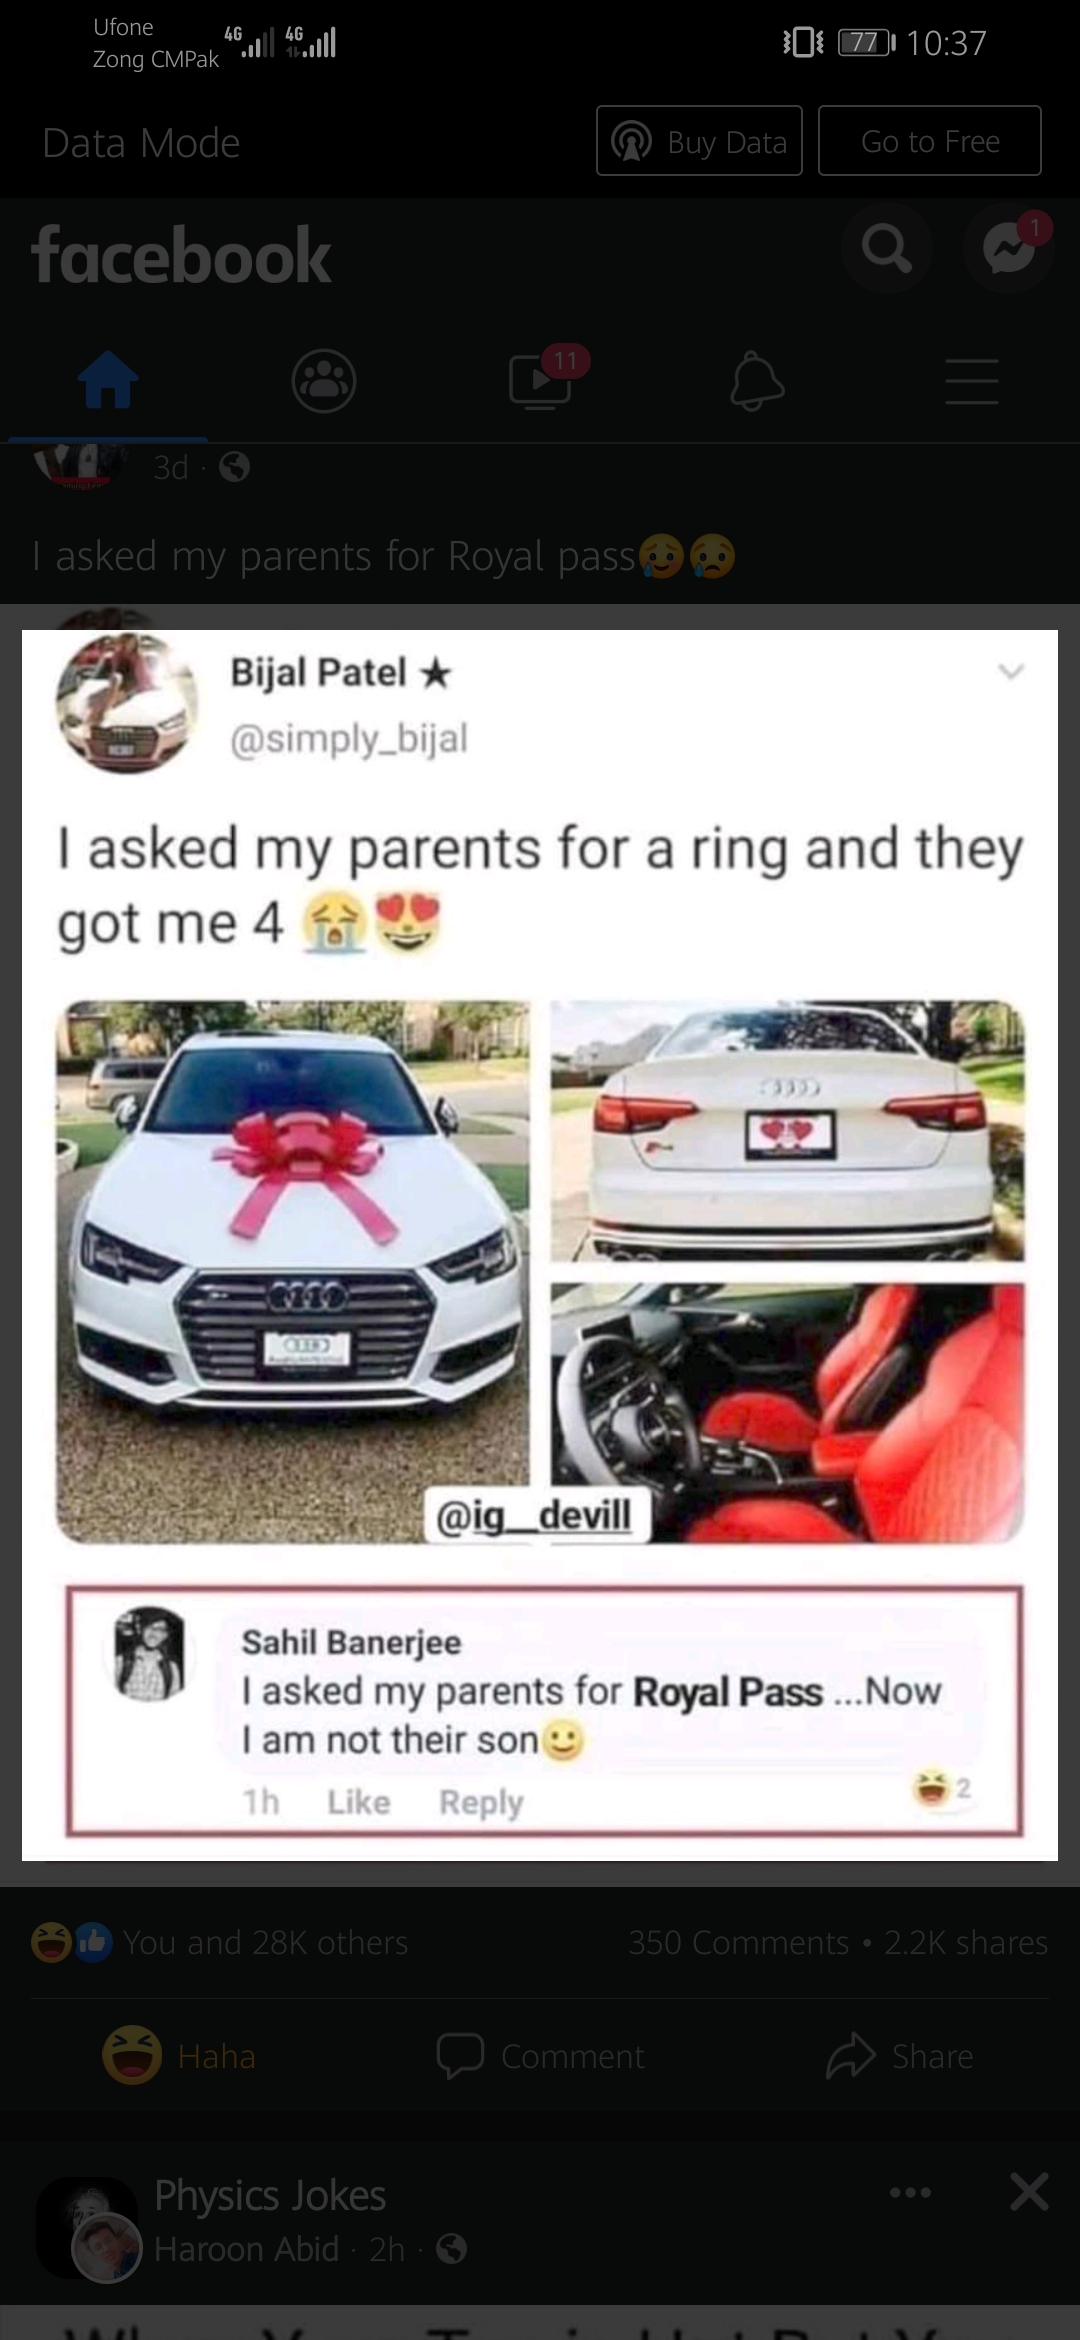 Ufone
Zong CMPak
4G 4G
77 10:37
Data Mode
Buy Data
Go to Free
facebook
1
11
3d ·
I asked my parents for Royal pass🥲😢
Bijal Patel ★
@simply_bijal
I asked my parents for a ring and they
got me 4 😭😍
@ig__devill
Sahil Banerjee
I asked my parents for Royal Pass ...Now
I am not their son🙂
1h Like Reply
2
You and 28K others
350 Comments • 2.2K shares
Haha
Comment
Share
Physics Jokes
Haroon Abid · 2h ·